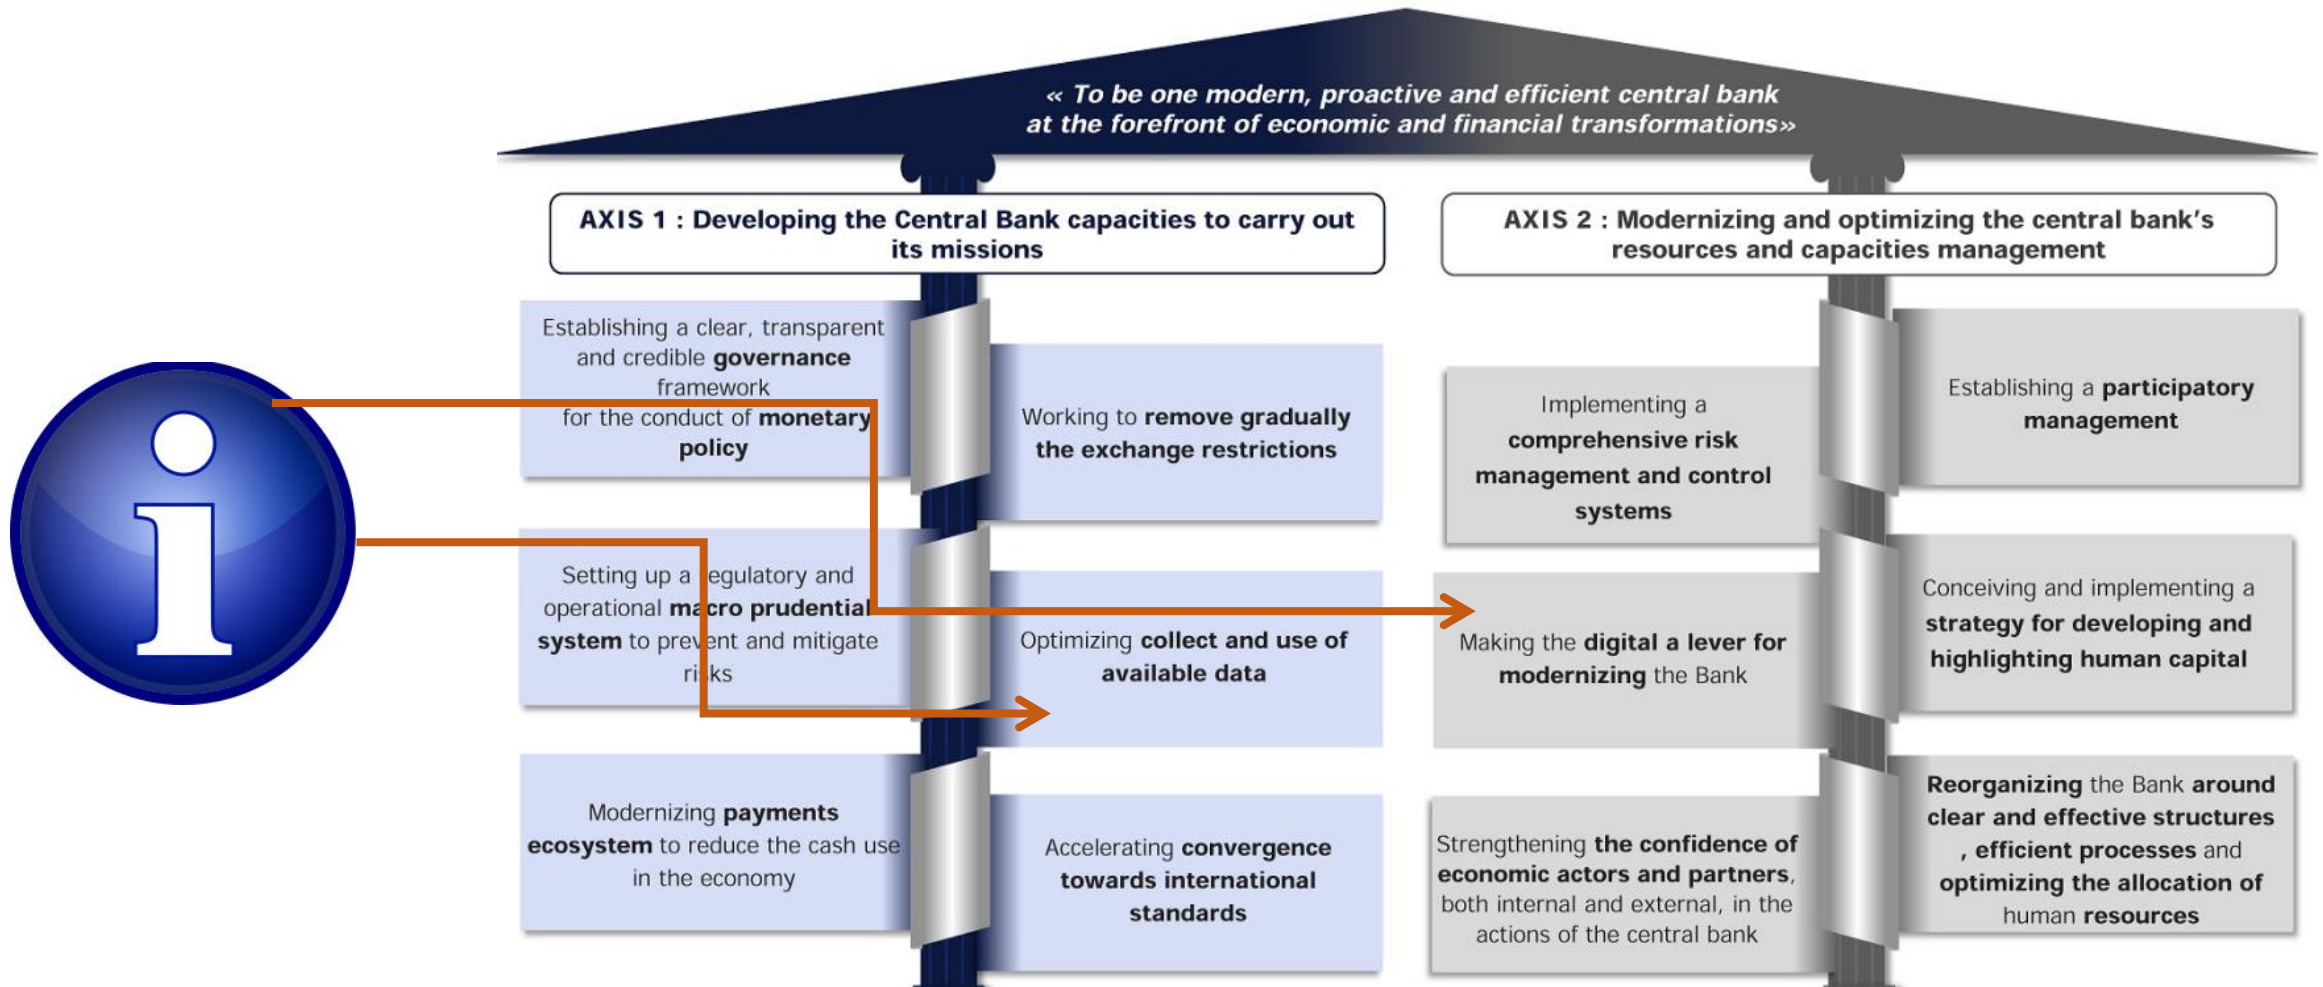 « To be one modern, proactive and efficient central bank
at the forefront of economic and financial transformations»
AXIS 1 : Developing the Central Bank capacities to carry out
its missions
Establishing a clear, transparent
and credible governance
framework
for the conduct of monetary
policy
Working to remove gradually
the exchange restrictions
Setting up a regulatory and
operational macro prudential
system to prevent and mitigate
risks
Optimizing collect and use of
available data
Modernizing payments
ecosystem to reduce the cash use
in the economy
Accelerating convergence
towards international
standards
AXIS 2 : Modernizing and optimizing the central bank's
resources and capacities management
Implementing a
comprehensive risk
management and control
systems
Establishing a participatory
management
Making the digital a lever for
modernizing the Bank
Conceiving and implementing a
strategy for developing and
highlighting human capital
Strengthening the confidence of
economic actors and partners,
both internal and external, in the
actions of the central bank
Reorganizing the Bank around
clear and effective structures
, efficient processes and
optimizing the allocation of
human resources
i